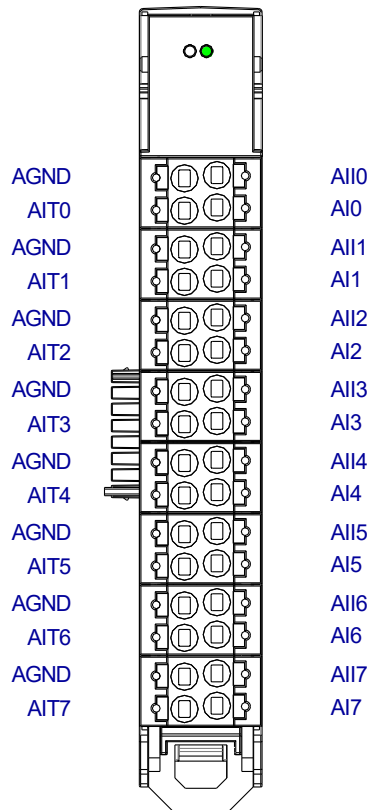 AGND AII0
AIT0 AI0
AGND AII1
AIT1 AI1
AGND AII2
AIT2 AI2
AGND AII3
AIT3 AI3
AGND AII4
AIT4 AI4
AGND AII5
AIT5 AI5
AGND AII6
AIT6 AI6
AGND AII7
AIT7 AI7